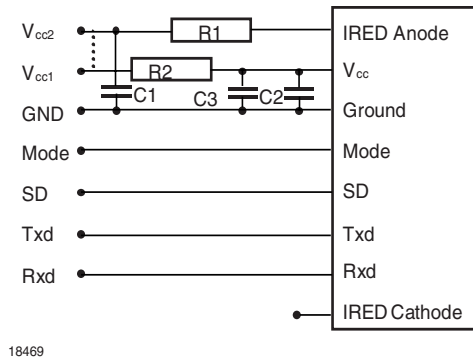 Vcc2 R1 IRED Anode
Vcc1 R2 Vcc
GND C1 C3 C2 Ground
Mode Mode
SD SD
Txd Txd
Rxd Rxd
IRED Cathode
18469